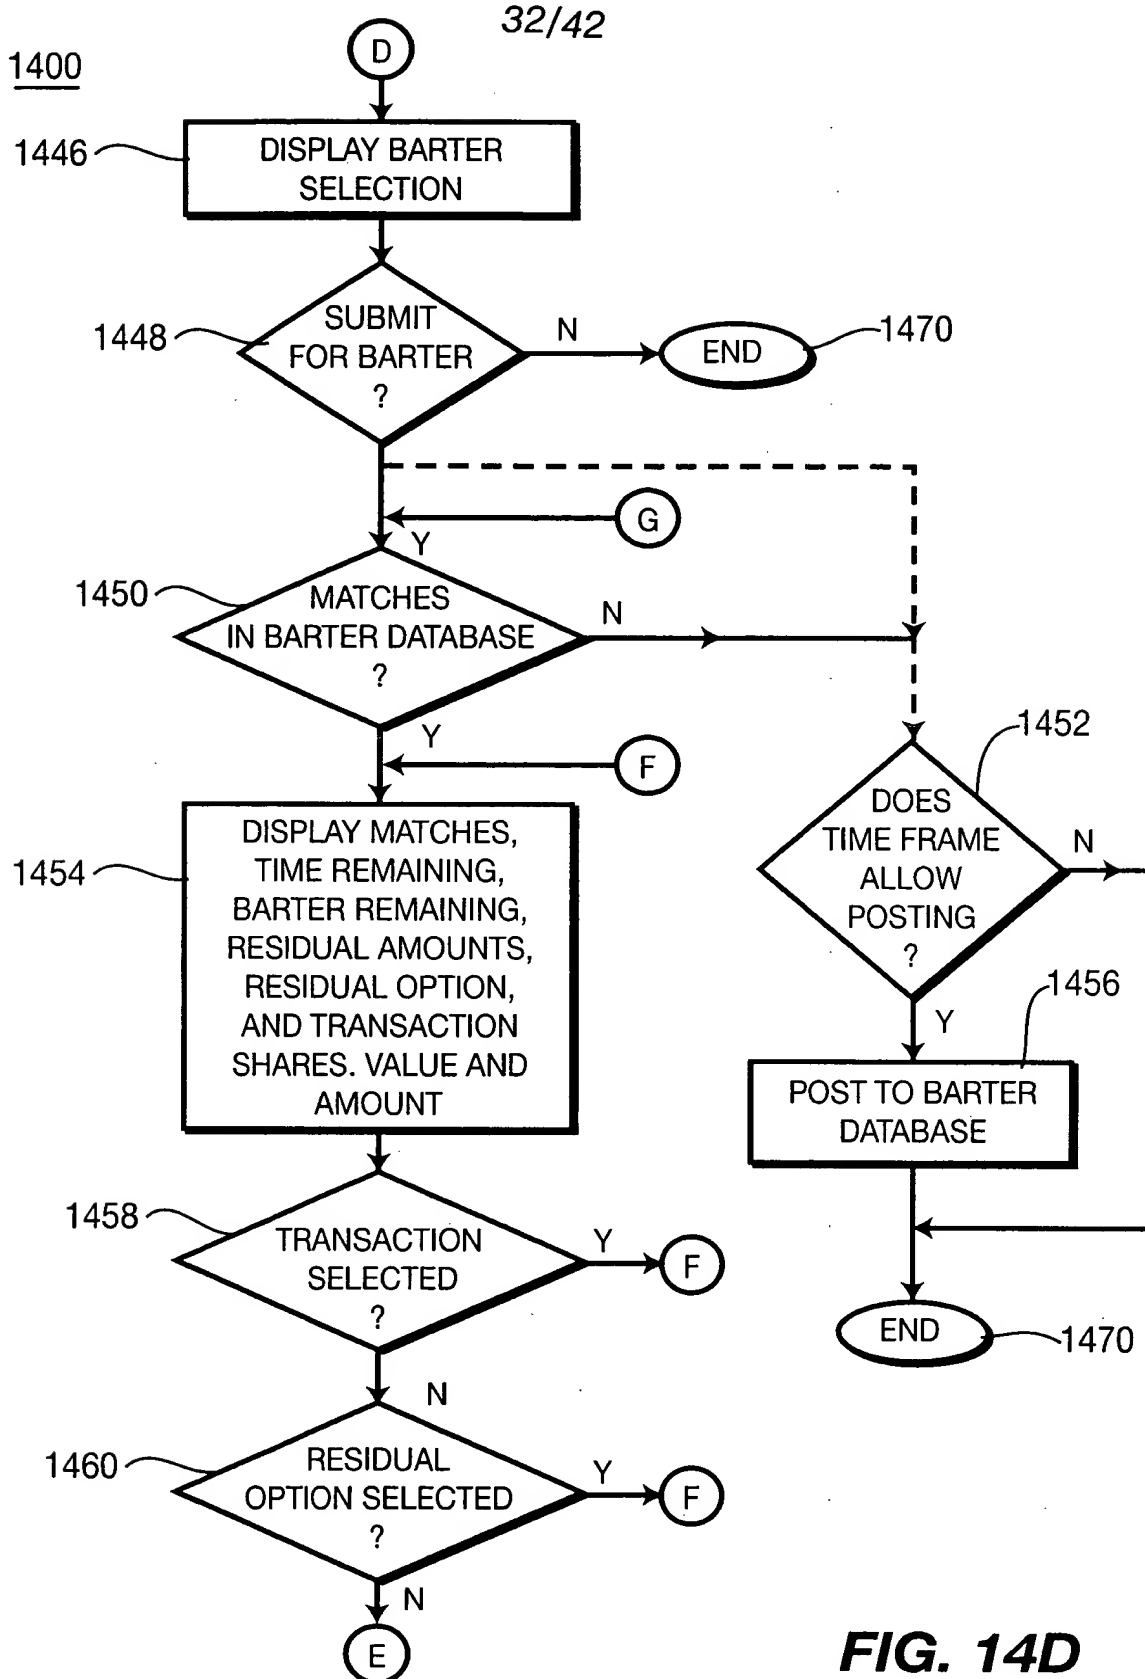 32/42
1400
D
1446
DISPLAY BARTER
SELECTION
1448
SUBMIT
FOR BARTER
?
N
END
1470
G
Y
1450
MATCHES
IN BARTER DATABASE
?
N
Y
F
1452
DOES
TIME FRAME
ALLOW
POSTING
?
N
1454
DISPLAY MATCHES,
TIME REMAINING,
BARTER REMAINING,
RESIDUAL AMOUNTS,
RESIDUAL OPTION,
AND TRANSACTION
SHARES. VALUE AND
AMOUNT
Y
1456
POST TO BARTER
DATABASE
1458
TRANSACTION
SELECTED
?
Y
F
END
1470
N
1460
RESIDUAL
OPTION SELECTED
?
Y
F
N
E
FIG. 14D